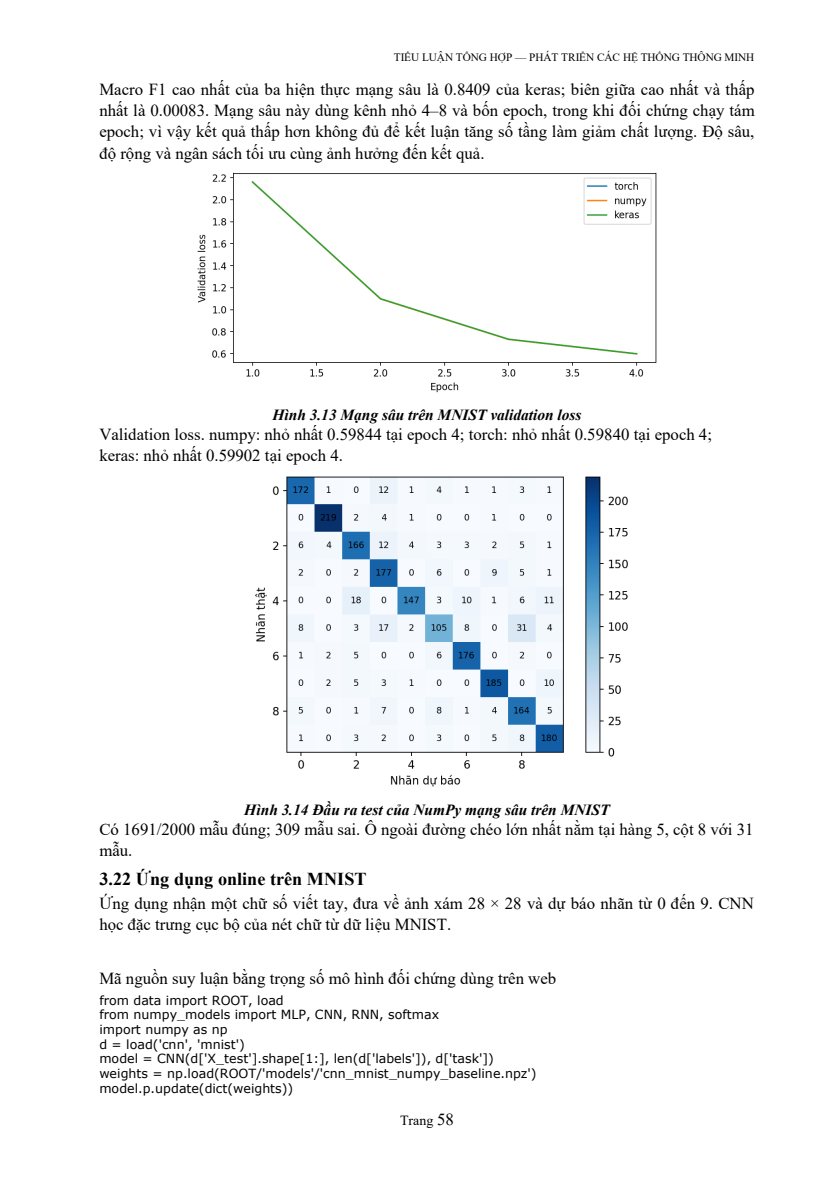 TIỂU LUẬN TỔNG HỢP — PHÁT TRIỂN CÁC HỆ THỐNG THÔNG MINH
Macro F1 cao nhất của ba hiện thực mạng sâu là 0.8409 của keras; biên giữa cao nhất và thấp
nhất là 0.00083. Mạng sâu này dùng kênh nhỏ 4–8 và bốn epoch, trong khi đối chứng chạy tám
epoch; vì vậy kết quả thấp hơn không đủ để kết luận tăng số tầng làm giảm chất lượng. Độ sâu,
độ rộng và ngân sách tối ưu cùng ảnh hưởng đến kết quả.
2.2
2.0
1.8
1.6
1.4
1.2
1.0
0.8
0.6
Validation loss
torch
numpy
keras
1.0 1.5 2.0 2.5 3.0 3.5 4.0
Epoch
Hình 3.13 Mạng sâu trên MNIST validation loss
Validation loss. numpy: nhỏ nhất 0.59844 tại epoch 4; torch: nhỏ nhất 0.59840 tại epoch 4;
keras: nhỏ nhất 0.59902 tại epoch 4.
0 172 1 0 12 1 4 1 1 3 1
0 219 2 4 1 0 0 1 0 0
2 6 4 166 12 4 3 3 2 5 1
2 0 2 177 0 6 0 9 5 1
4 0 0 18 0 147 3 10 1 6 11
8 0 3 17 2 105 8 0 31 4
6 1 2 5 0 0 6 176 0 2 0
0 2 5 3 1 0 0 185 0 10
8 5 0 1 7 0 8 1 4 164 5
1 0 3 2 0 3 0 5 8 180
0 2 4 6 8
Nhãn thật
Nhãn dự báo
200
175
150
125
100
75
50
25
0
Hình 3.14 Đầu ra test của NumPy mạng sâu trên MNIST
Có 1691/2000 mẫu đúng; 309 mẫu sai. Ô ngoài đường chéo lớn nhất nằm tại hàng 5, cột 8 với 31
mẫu.
3.22 Ứng dụng online trên MNIST
Ứng dụng nhận một chữ số viết tay, đưa về ảnh xám 28 × 28 và dự báo nhãn từ 0 đến 9. CNN
học đặc trưng cục bộ của nét chữ từ dữ liệu MNIST.
Mã nguồn suy luận bằng trọng số mô hình đối chứng dùng trên web
from data import ROOT, load
from numpy_models import MLP, CNN, RNN, softmax
import numpy as np
d = load('cnn', 'mnist')
model = CNN(d['X_test'].shape[1:], len(d['labels']), d['task'])
weights = np.load(ROOT/'models'/'cnn_mnist_numpy_baseline.npz')
model.p.update(dict(weights))
Trang 58